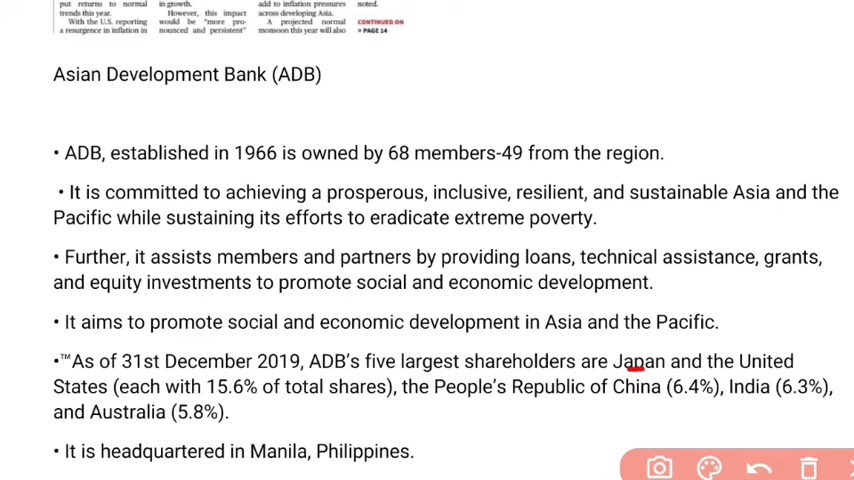 put returns to normal
trends this year.
With the U.S. reporting
a resurgence in inflation in
in growth.
However, this impact
would be "more pro-
nounced and persistent"
add to inflation pressures
across developing Asia.
A projected normal
monsoon this year will also
noted.
CONTINUED ON
» PAGE 14
Asian Development Bank (ADB)
• ADB, established in 1966 is owned by 68 members-49 from the region.
• It is committed to achieving a prosperous, inclusive, resilient, and sustainable Asia and the
Pacific while sustaining its efforts to eradicate extreme poverty.
• Further, it assists members and partners by providing loans, technical assistance, grants,
and equity investments to promote social and economic development.
• It aims to promote social and economic development in Asia and the Pacific.
•™As of 31st December 2019, ADB's five largest shareholders are Japan and the United
States (each with 15.6% of total shares), the People's Republic of China (6.4%), India (6.3%),
and Australia (5.8%).
• It is headquartered in Manila, Philippines.